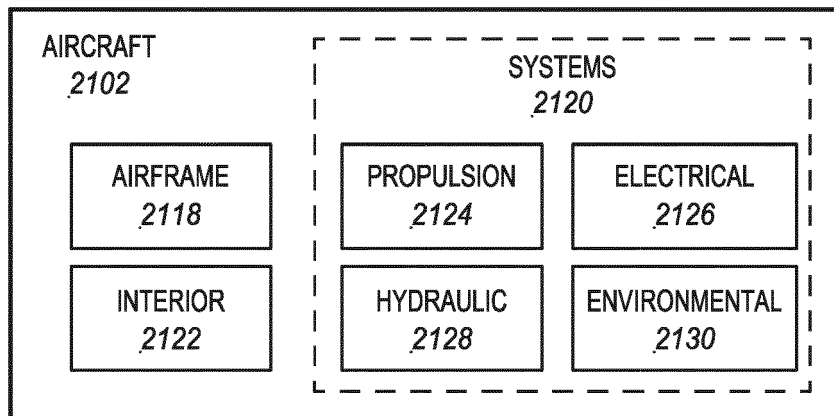 AIRCRAFT
2102
SYSTEMS
2120
AIRFRAME
2118
PROPULSION
2124
ELECTRICAL
2126
INTERIOR
2122
HYDRAULIC
2128
ENVIRONMENTAL
2130